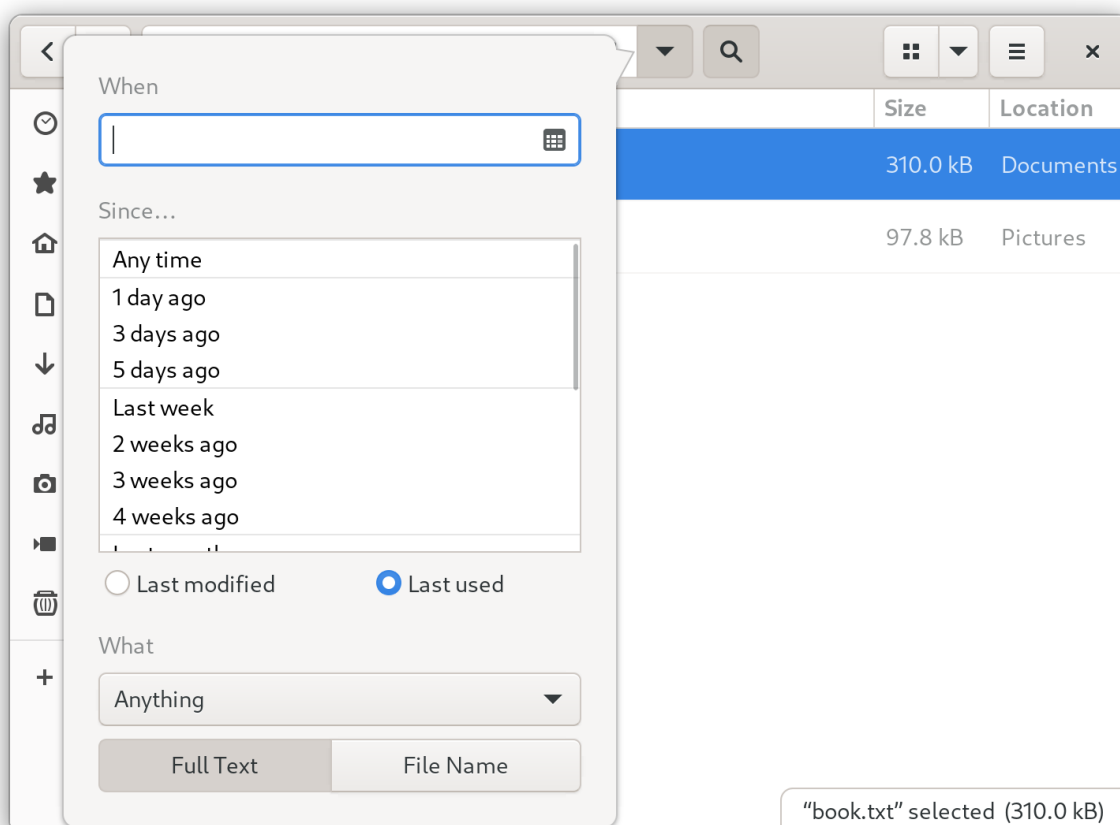 When
Size
Location
310.0 kB
Documents
Since...
97.8 kB
Pictures
Any time
1 day ago
3 days ago
5 days ago
Last week
2 weeks ago
3 weeks ago
4 weeks ago
Last modified
Last used
What
Anything
Full Text
File Name
“book.txt” selected (310.0 kB)